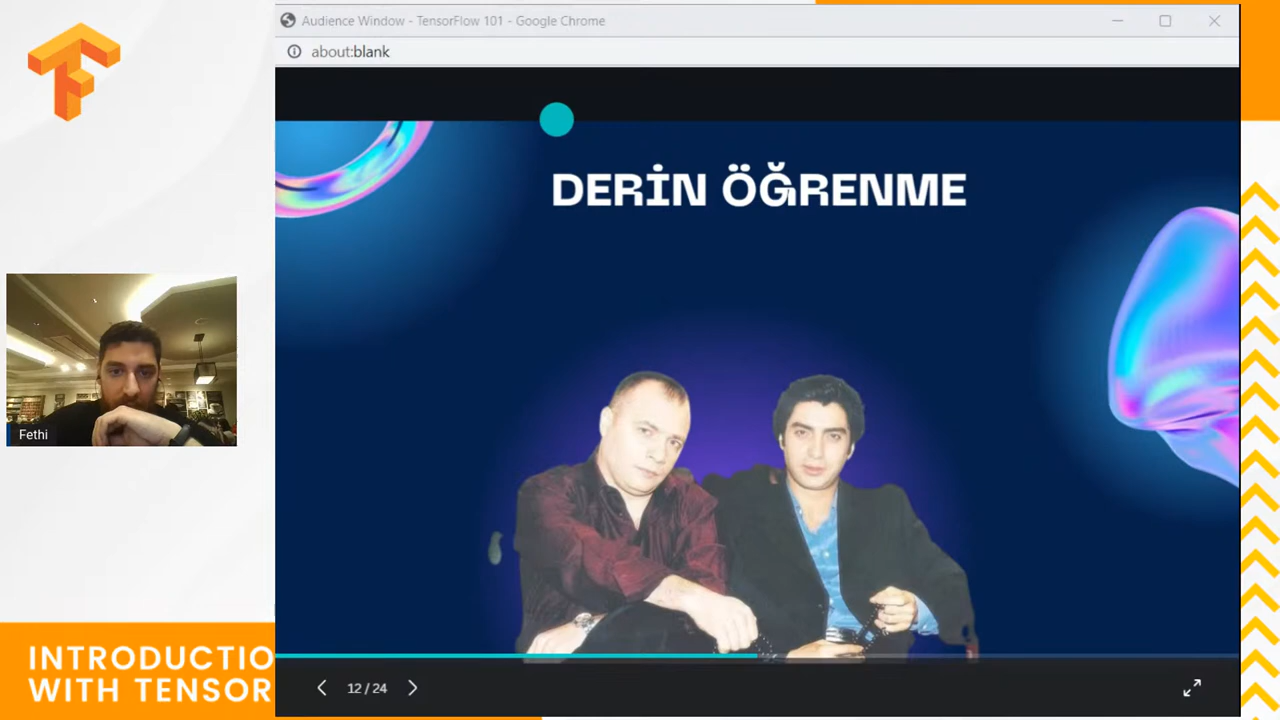 Audience Window - TensorFlow 101 - Google Chrome
about:blank
DERİN ÖĞRENME
Fethi
INTRODUCTIO
WITH TENSOR
12 / 24